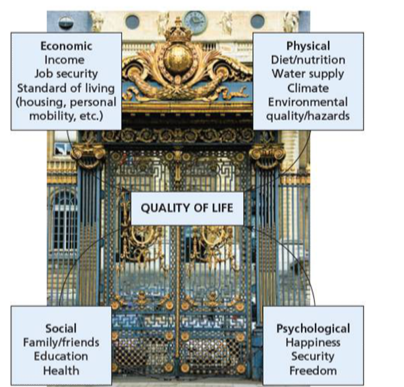 Economic
Income
Job security
Standard of living
(housing, personal
mobility, etc.)
Physical
Diet/nutrition
Water supply
Climate
Environmental
quality/hazards
QUALITY OF LIFE
Social
Family/friends
Education
Health
Psychological
Happiness
Security
Freedom